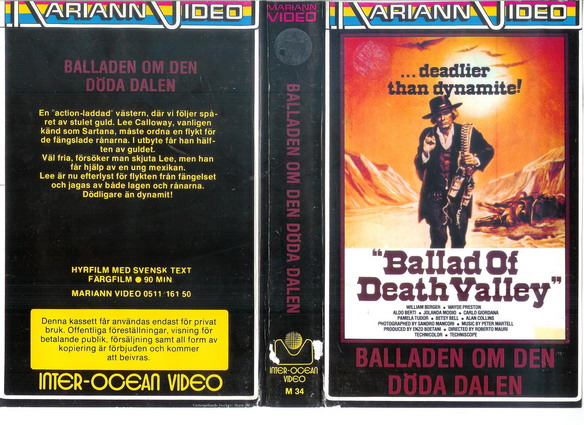 MARIANN VIDEO
BALLADEN OM DEN
DÖDA DALEN
En "action-laddad" västern, där vi följer spå-
ret av stulet guld. Lee Calloway, vanligen
känd som Sartana, måste ordna en flykt för
de fängslade rånarna. I utbyte får han hälf-
ten av guldet.
Väl fria, försöker man skjuta Lee, men han
får hjälp av en ung mexikan.
Lee är nu efterlyst för flykten från fängelset
och jagas av både lagen och rånarna.
Dödligare än dynamit!
HYRFILM MED SVENSK TEXT
FÄRGFILM ● 90 MIN
MARIANN VIDEO 0511/161 50
Denna kassett får användas endast för privat
bruk. Offentliga föreställningar, visning för
betalande publik, försäljning samt all form av
kopiering är förbjuden och kommer
att beivras.
INTER-OCEAN VIDEO
MARIANN
VIDEO
BALLADEN OM DEN DÖDA DALEN
INTER-OCEAN
VIDEO
M 34
MARIANN VIDEO
...deadlier
than dynamite!
"Ballad Of
Death Valley"
WILLIAM BERGER ★ WAYDE PRESTON
ALDO BERTI ★ JOLANDA MODIO ★ CARLO GIORDANA
PAMELA TUDOR ★ BETSY BELL ★ ALAN COLLINS
PHOTOGRAPHED BY SANDRO MANCORI ★ MUSIC BY PETER MARTELL
PRODUCED BY ENZO BOETANI ★ DIRECTED BY ROBERTO MAURI
TECHNICOLOR ★ TECHNISCOPE
BALLADEN OM DEN
DÖDA DALEN